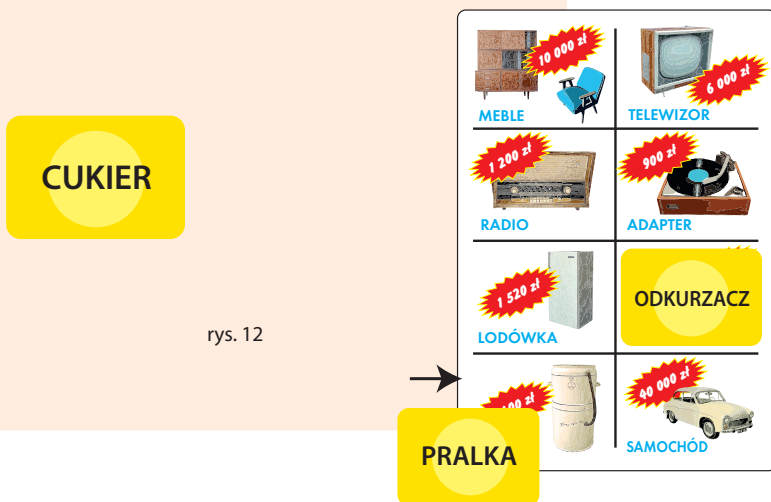 CUKIER
rys. 12
10 000 zł
MEBLE
6 000 zł
TELEWIZOR
1 200 zł
RADIO
900 zł
ADAPTER
1 520 zł
LODÓWKA
ODKURZACZ
zł
PRALKA
40 000 zł
SAMOCHÓD